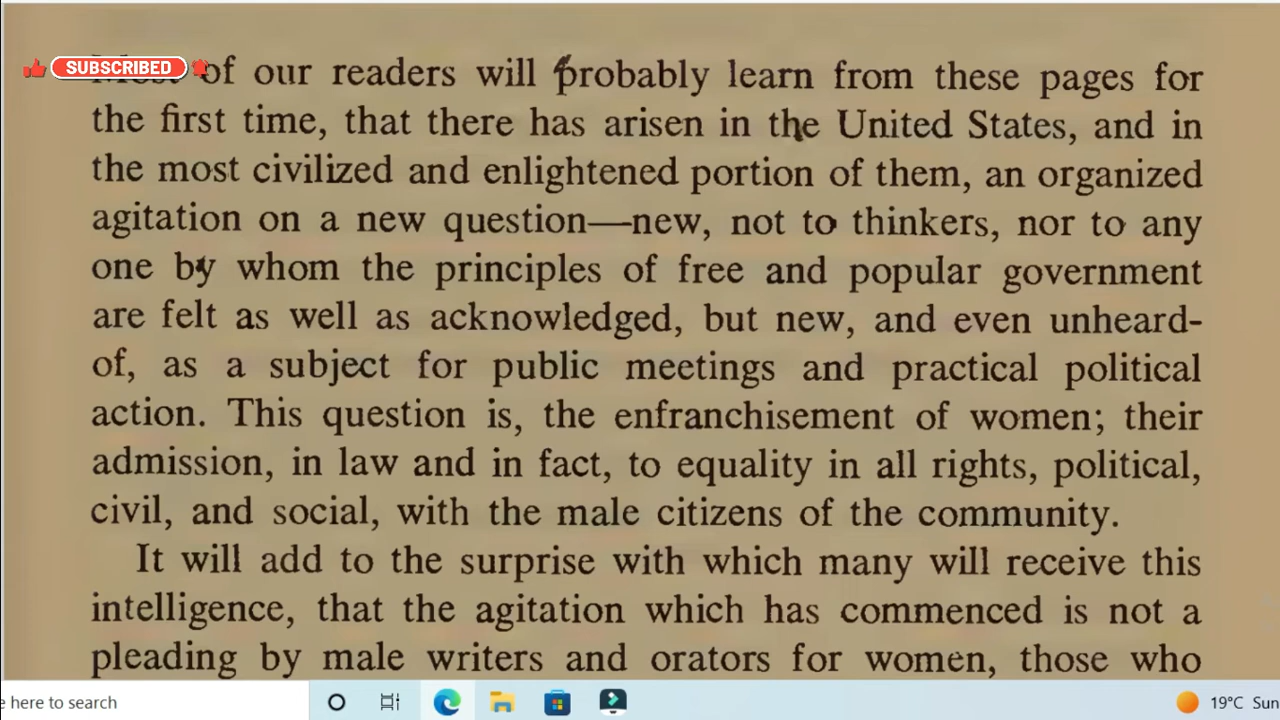 SUBSCRIBED
of our readers will probably learn from these pages for
the first time, that there has arisen in the United States, and in
the most civilized and enlightened portion of them, an organized
agitation on a new question—new, not to thinkers, nor to any
one by whom the principles of free and popular government
are felt as well as acknowledged, but new, and even unheard-
of, as a subject for public meetings and practical political
action. This question is, the enfranchisement of women; their
admission, in law and in fact, to equality in all rights, political,
civil, and social, with the male citizens of the community.
It will add to the surprise with which many will receive this
intelligence, that the agitation which has commenced is not a
pleading by male writers and orators for women, those who
e here to search
19°C Sun